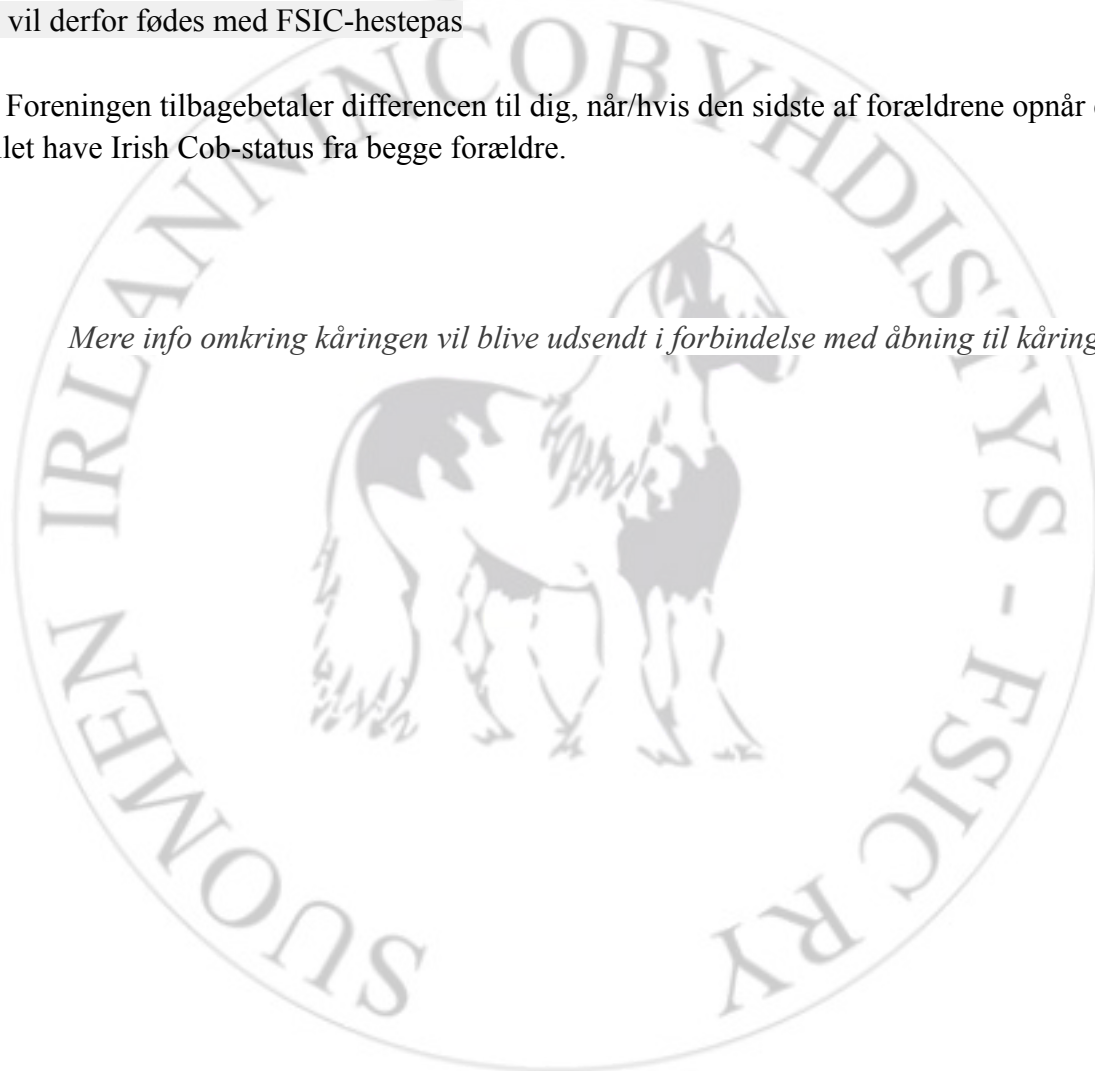 vil derfor fødes med FSIC-hestepas
Foreningen tilbagebetaler differencen til dig, når/hvis den sidste af forældrene opnår
let have Irish Cob-status fra begge forældre.
Mere info omkring kåringen vil blive udsendt i forbindelse med åbning til kåring
SUOMEN IRLANNINCOBYHDISTYS - FSIC RY